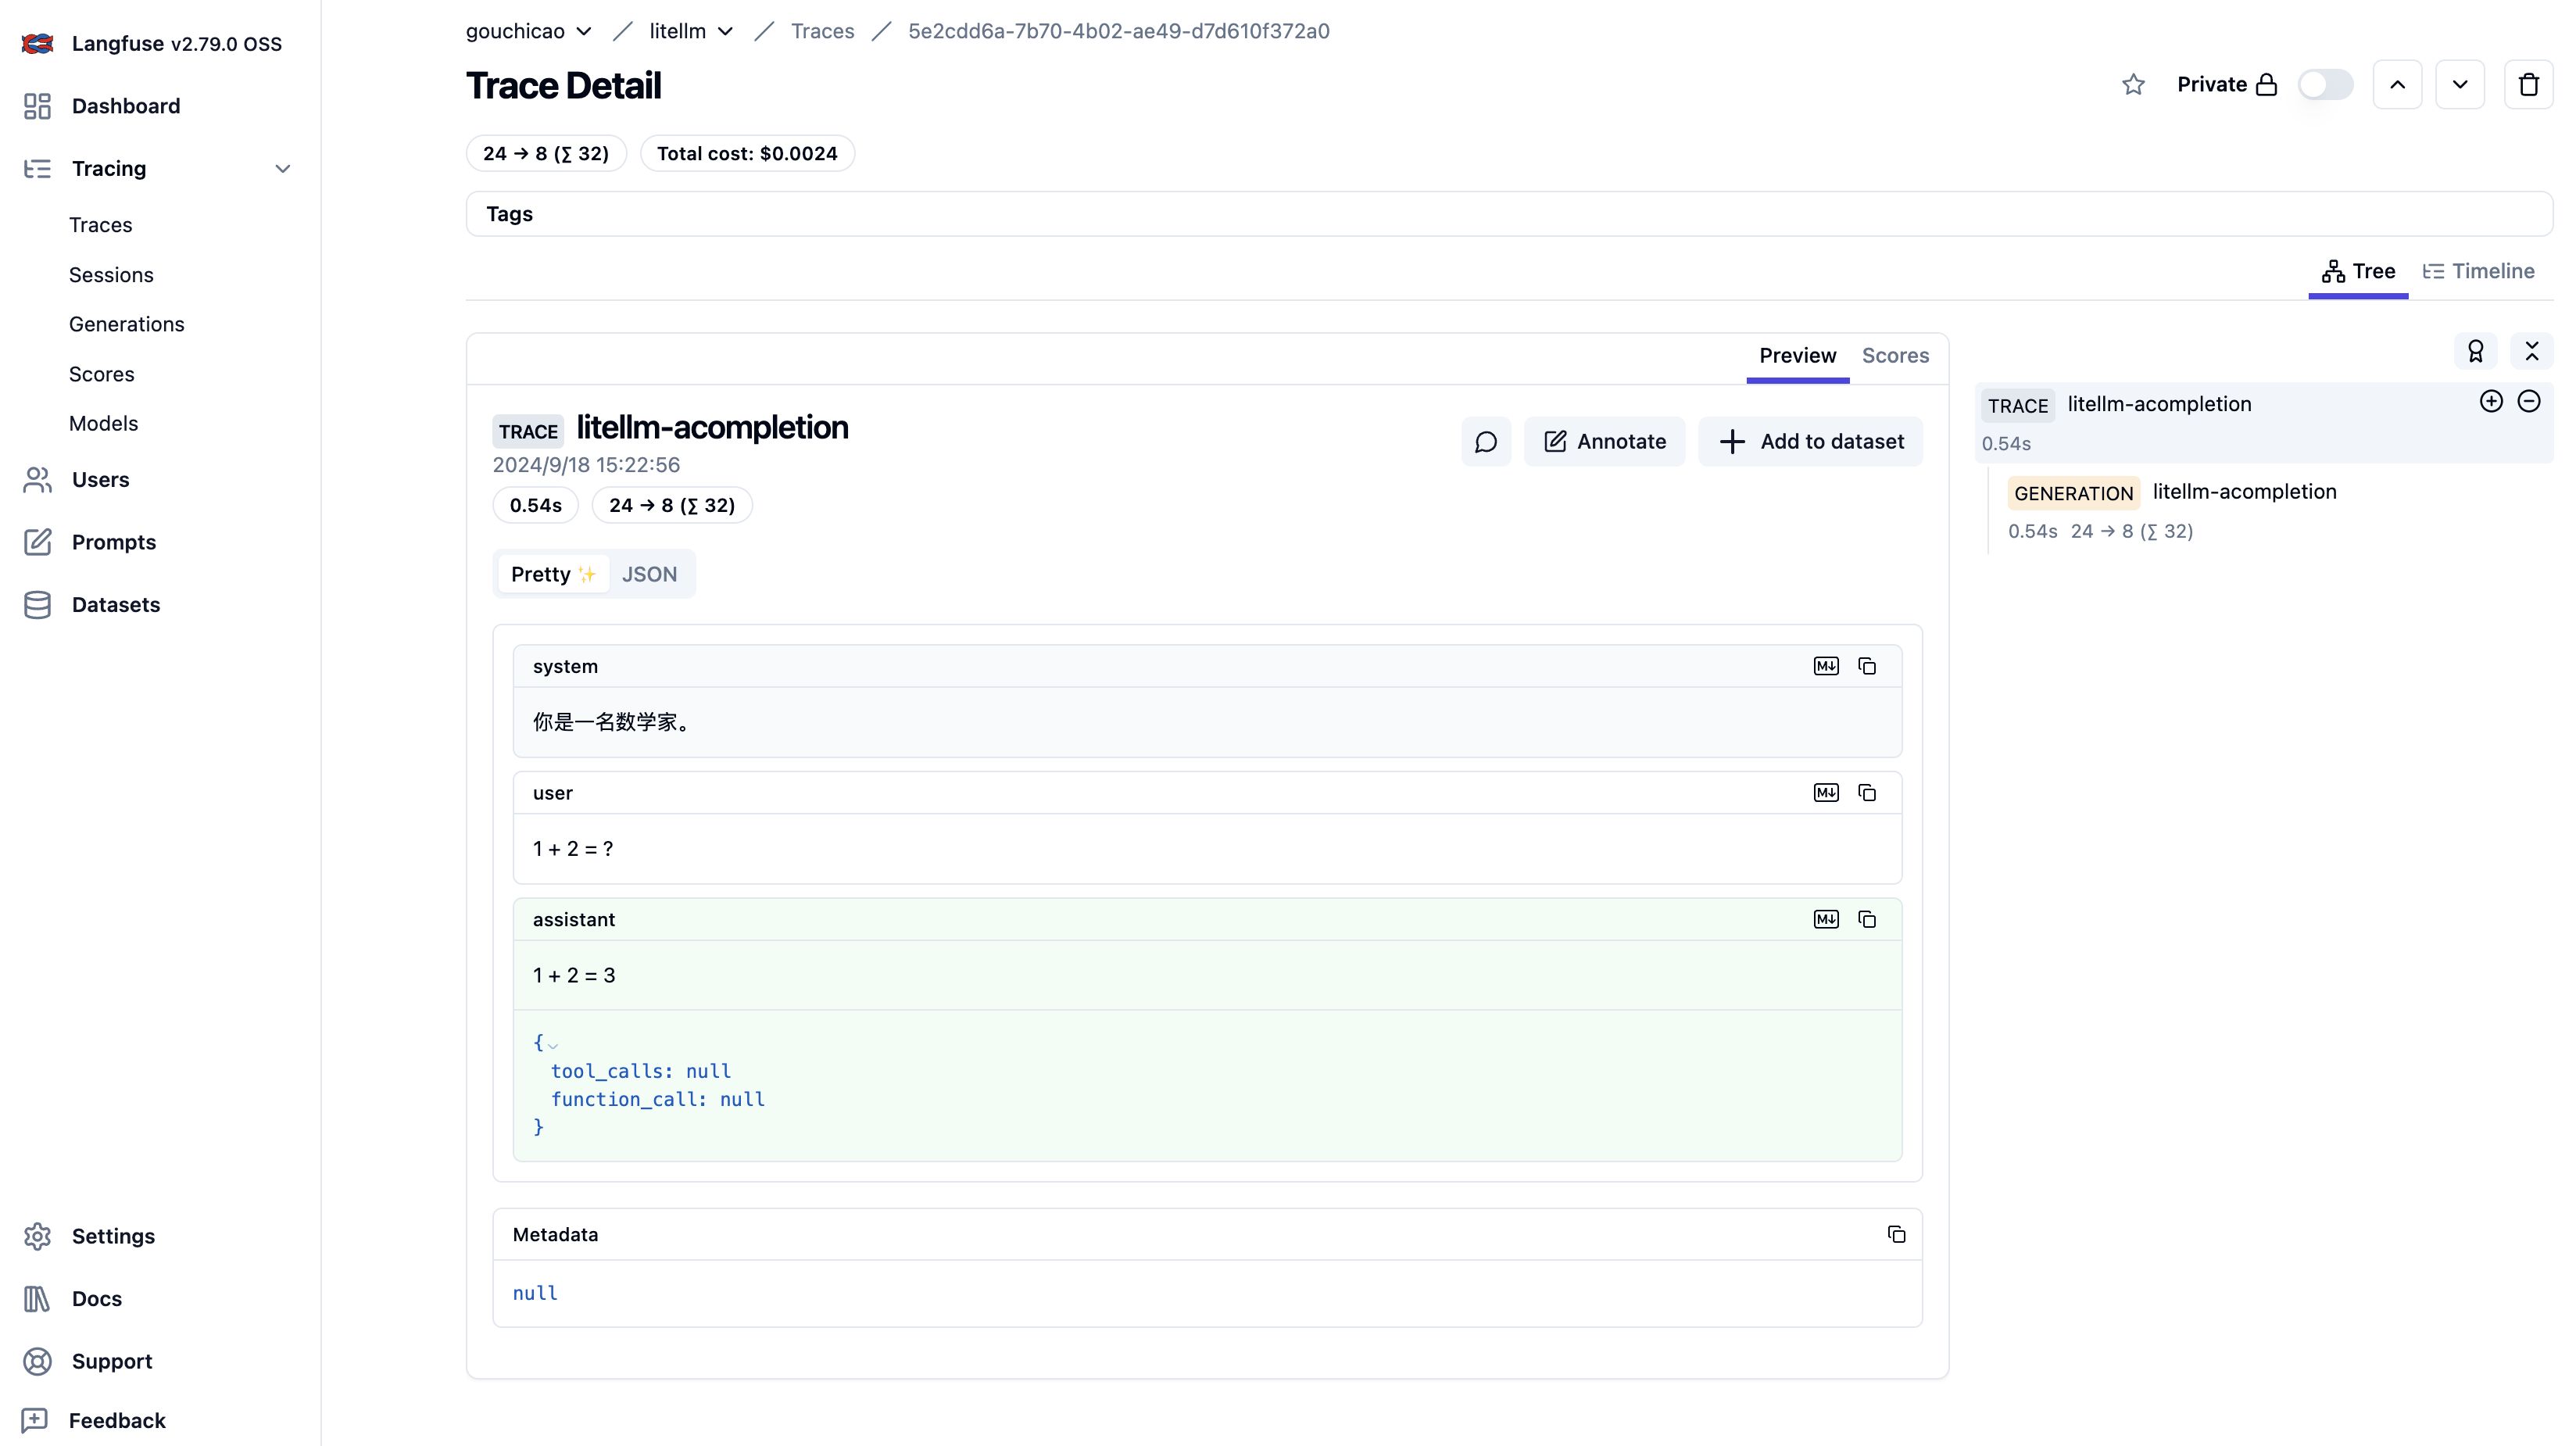 Langfuse v2.79.0 OSS
Dashboard
Tracing
Traces
Sessions
Generations
Scores
Models
Users
Prompts
Datasets
Settings
Docs
Support
Feedback
gouchicao / litellm / Traces / 5e2cdd6a-7b70-4b02-ae49-d7d610f372a0
Trace Detail
Private
24 → 8 (∑ 32) Total cost: $0.0024
Tags
Tree Timeline
Preview Scores
TRACE litellm-acompletion
2024/9/18 15:22:56
Annotate
Add to dataset
0.54s 24 → 8 (∑ 32)
Pretty ✨ JSON
system
你是一名数学家。
user
1 + 2 = ?
assistant
1 + 2 = 3
{
tool_calls: null
function_call: null
}
Metadata
null
TRACE litellm-acompletion
0.54s
GENERATION litellm-acompletion
0.54s 24 → 8 (∑ 32)